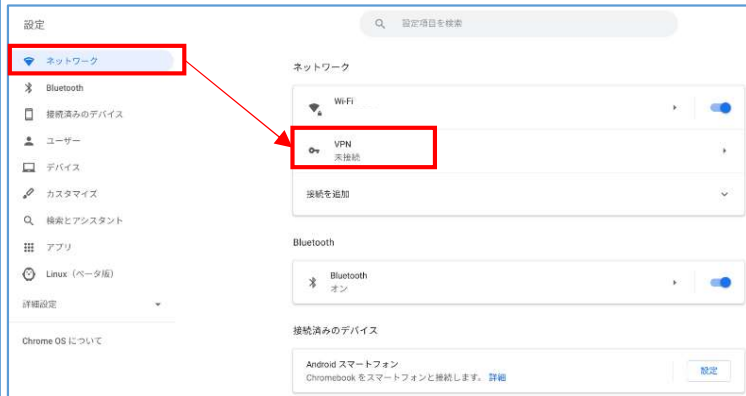 設定
設定項目を検索
ネットワーク
Bluetooth
接続済みのデバイス
ユーザー
デバイス
カスタマイズ
検索とアシスタント
アプリ
Linux（ベータ版）
詳細設定
Chrome OS について
ネットワーク
Wi-Fi
VPN
未接続
接続を追加
Bluetooth
Bluetooth
オン
接続済みのデバイス
Android スマートフォン
Chromebook をスマートフォンと接続します。 詳細
設定